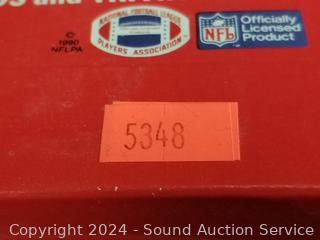 ©
1990
NFLPA
NATIONAL FOOTBALL LEAGUE
PLAYERS ASSOCIATION
NFL
Officially
Licensed
Product
5348
Copyright 2024 - Sound Auction Service